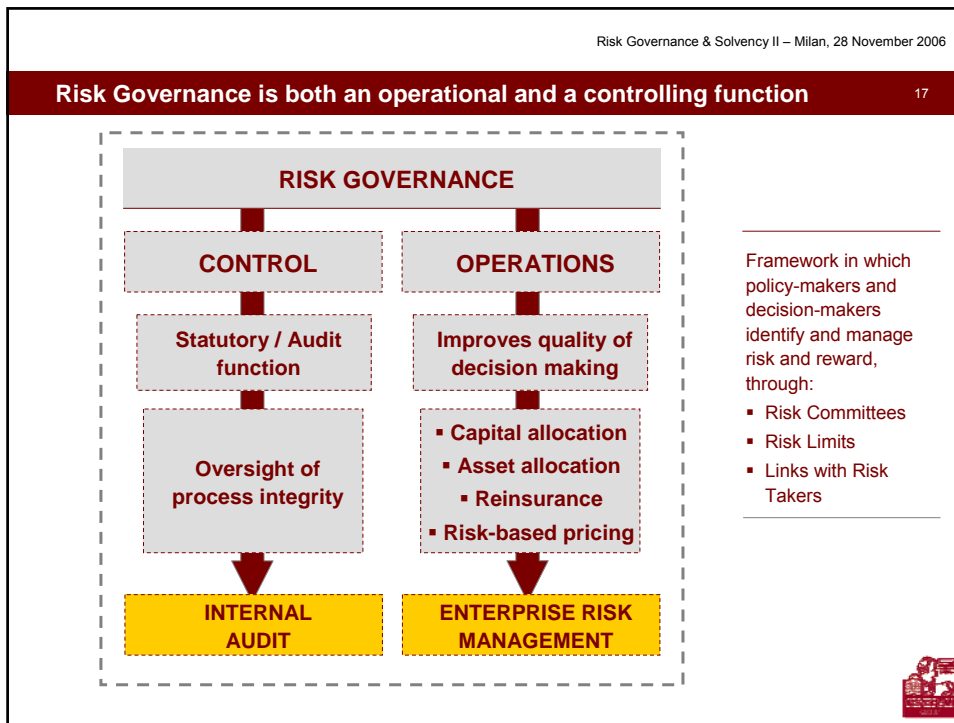 Risk Governance & Solvency II – Milan, 28 November 2006
Risk Governance is both an operational and a controlling function
17
RISK GOVERNANCE
CONTROL
OPERATIONS
Statutory / Audit
function
Improves quality of
decision making
Oversight of
process integrity
▪ Capital allocation
▪ Asset allocation
▪ Reinsurance
▪ Risk-based pricing
INTERNAL
AUDIT
ENTERPRISE RISK
MANAGEMENT
Framework in which
policy-makers and
decision-makers
identify and manage
risk and reward,
through:
▪ Risk Committees
▪ Risk Limits
▪ Links with Risk
Takers